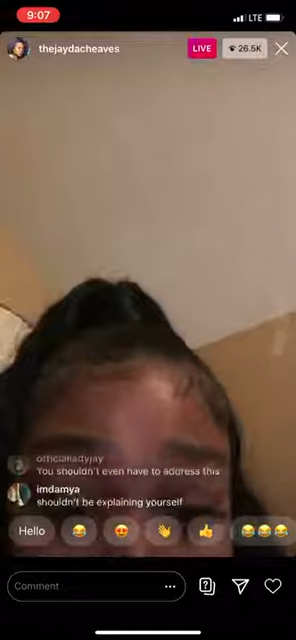 9:07
LTE
thejaydacheaves
LIVE
26.5K
officialladyjay
You shouldn't even have to address this
imdamya
shouldn't be explaining yourself
Hello
Comment